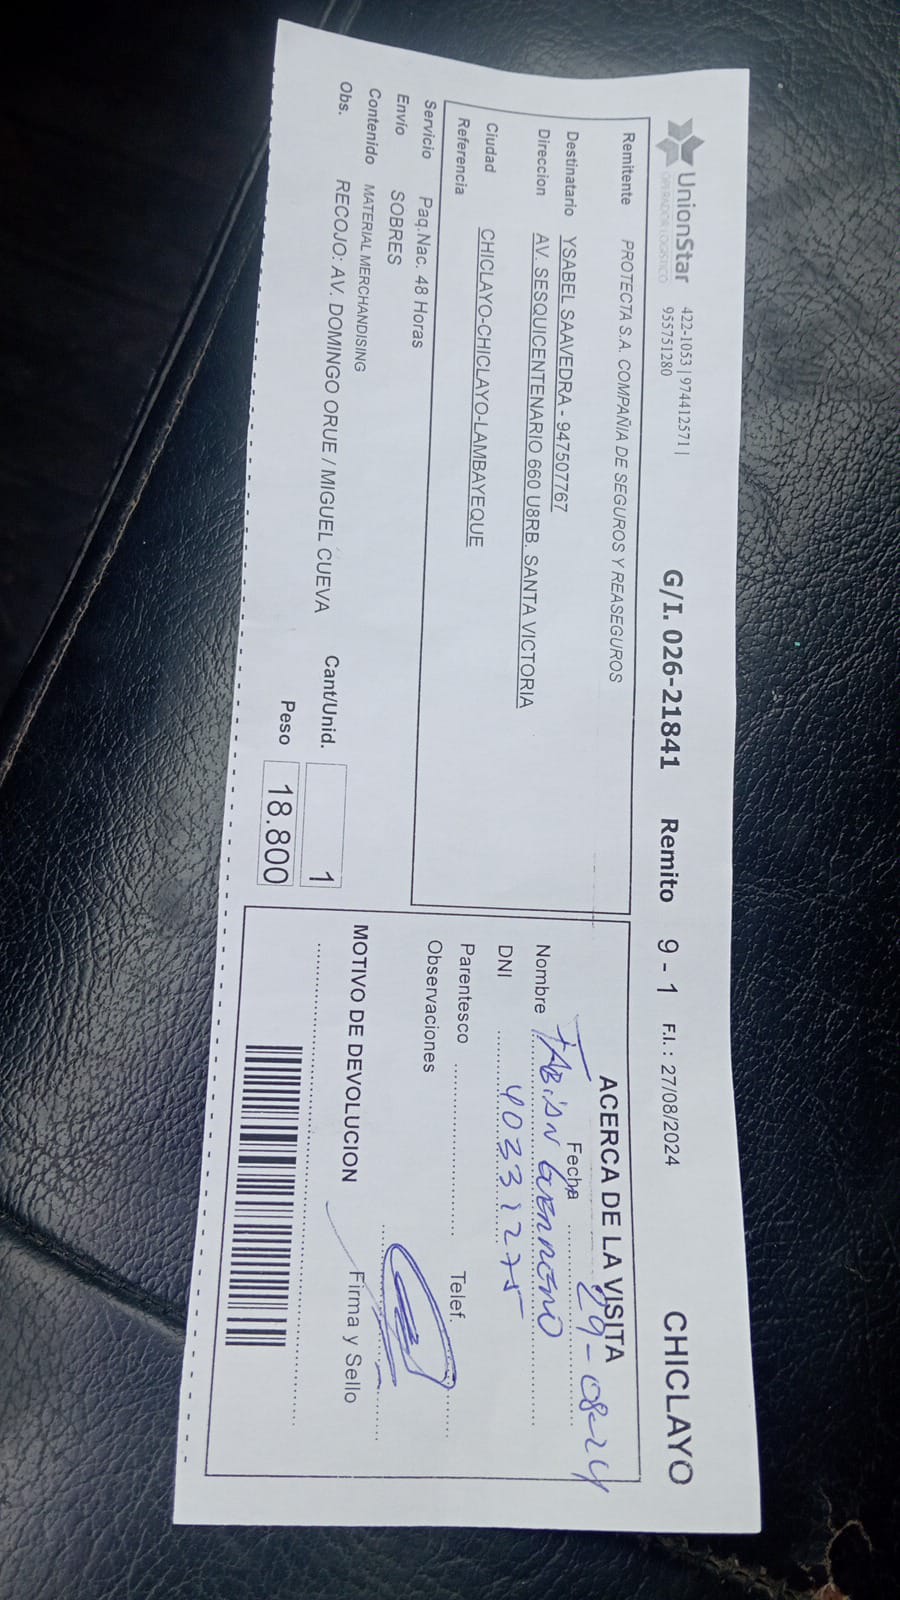 UnionStar
OPERADOR LOGISTICO
422-1053 | 974412571 |
955751280
G/I. 026-21841 Remito 9 - 1 F.I.: 27/08/2024 CHICLAYO
Remitente PROTECTA S.A. COMPAÑIA DE SEGUROS Y REASEGUROS
Destinatario YSABEL SAAVEDRA - 947507767
Direccion AV. SESQUICENTENARIO 660 U8RB. SANTA VICTORIA
Ciudad CHICLAYO-CHICLAYO-LAMBAYEQUE
Referencia
Servicio Paq.Nac. 48 Horas
Envío SOBRES
Contenido MATERIAL MERCHANDISING
Obs. RECOJO: AV. DOMINGO ORUE / MIGUEL CUEVA
Cant/Unid. 1
Peso 18.800
ACERCA DE LA VISITA
Fecha 29-08-24
Nombre FABIAN GUERRERO
DNI 40331275
Parentesco Telef.
Observaciones
Firma y Sello
MOTIVO DE DEVOLUCION